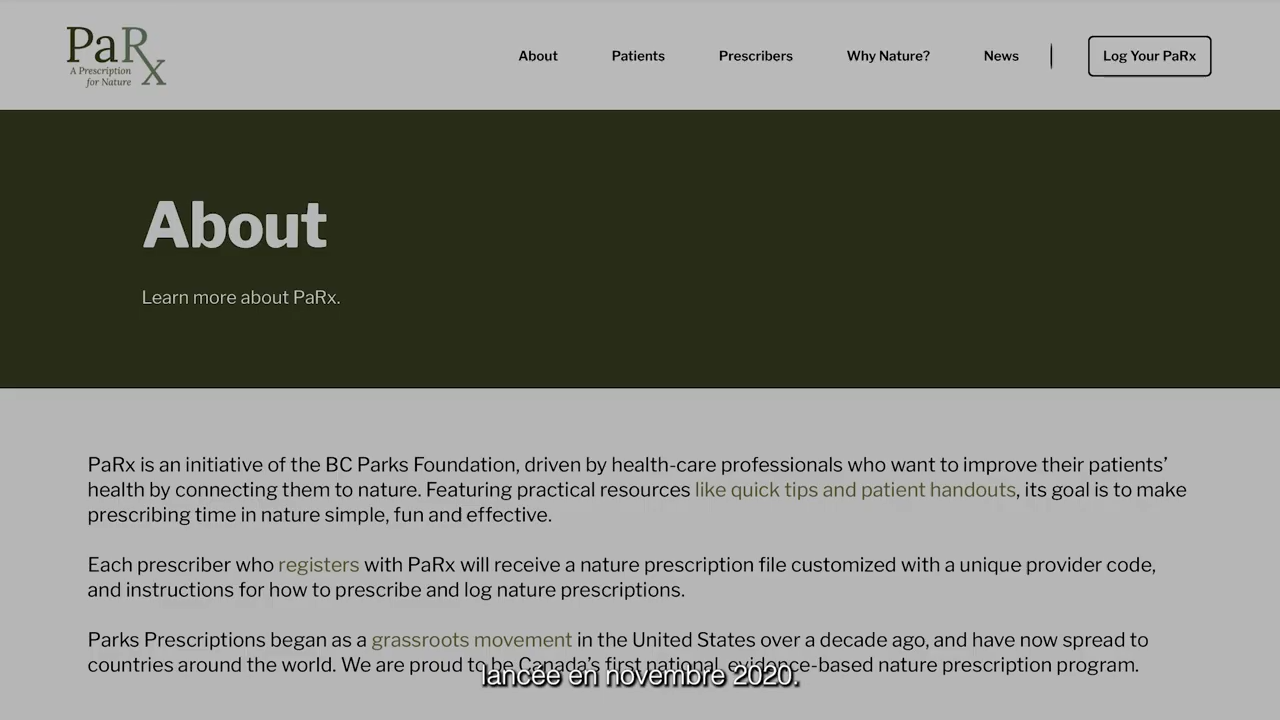 PaRx
A Prescription
for Nature
About
Patients
Prescribers
Why Nature?
News
Log Your PaRx
About
Learn more about PaRx.
PaRx is an initiative of the BC Parks Foundation, driven by health-care professionals who want to improve their patients’
health by connecting them to nature. Featuring practical resources like quick tips and patient handouts, its goal is to make
prescribing time in nature simple, fun and effective.
Each prescriber who registers with PaRx will receive a nature prescription file customized with a unique provider code,
and instructions for how to prescribe and log nature prescriptions.
Parks Prescriptions began as a grassroots movement in the United States over a decade ago, and have now spread to
countries around the world. We are proud to be Canada’s first national, evidence-based nature prescription program.
lancée en novembre 2020.